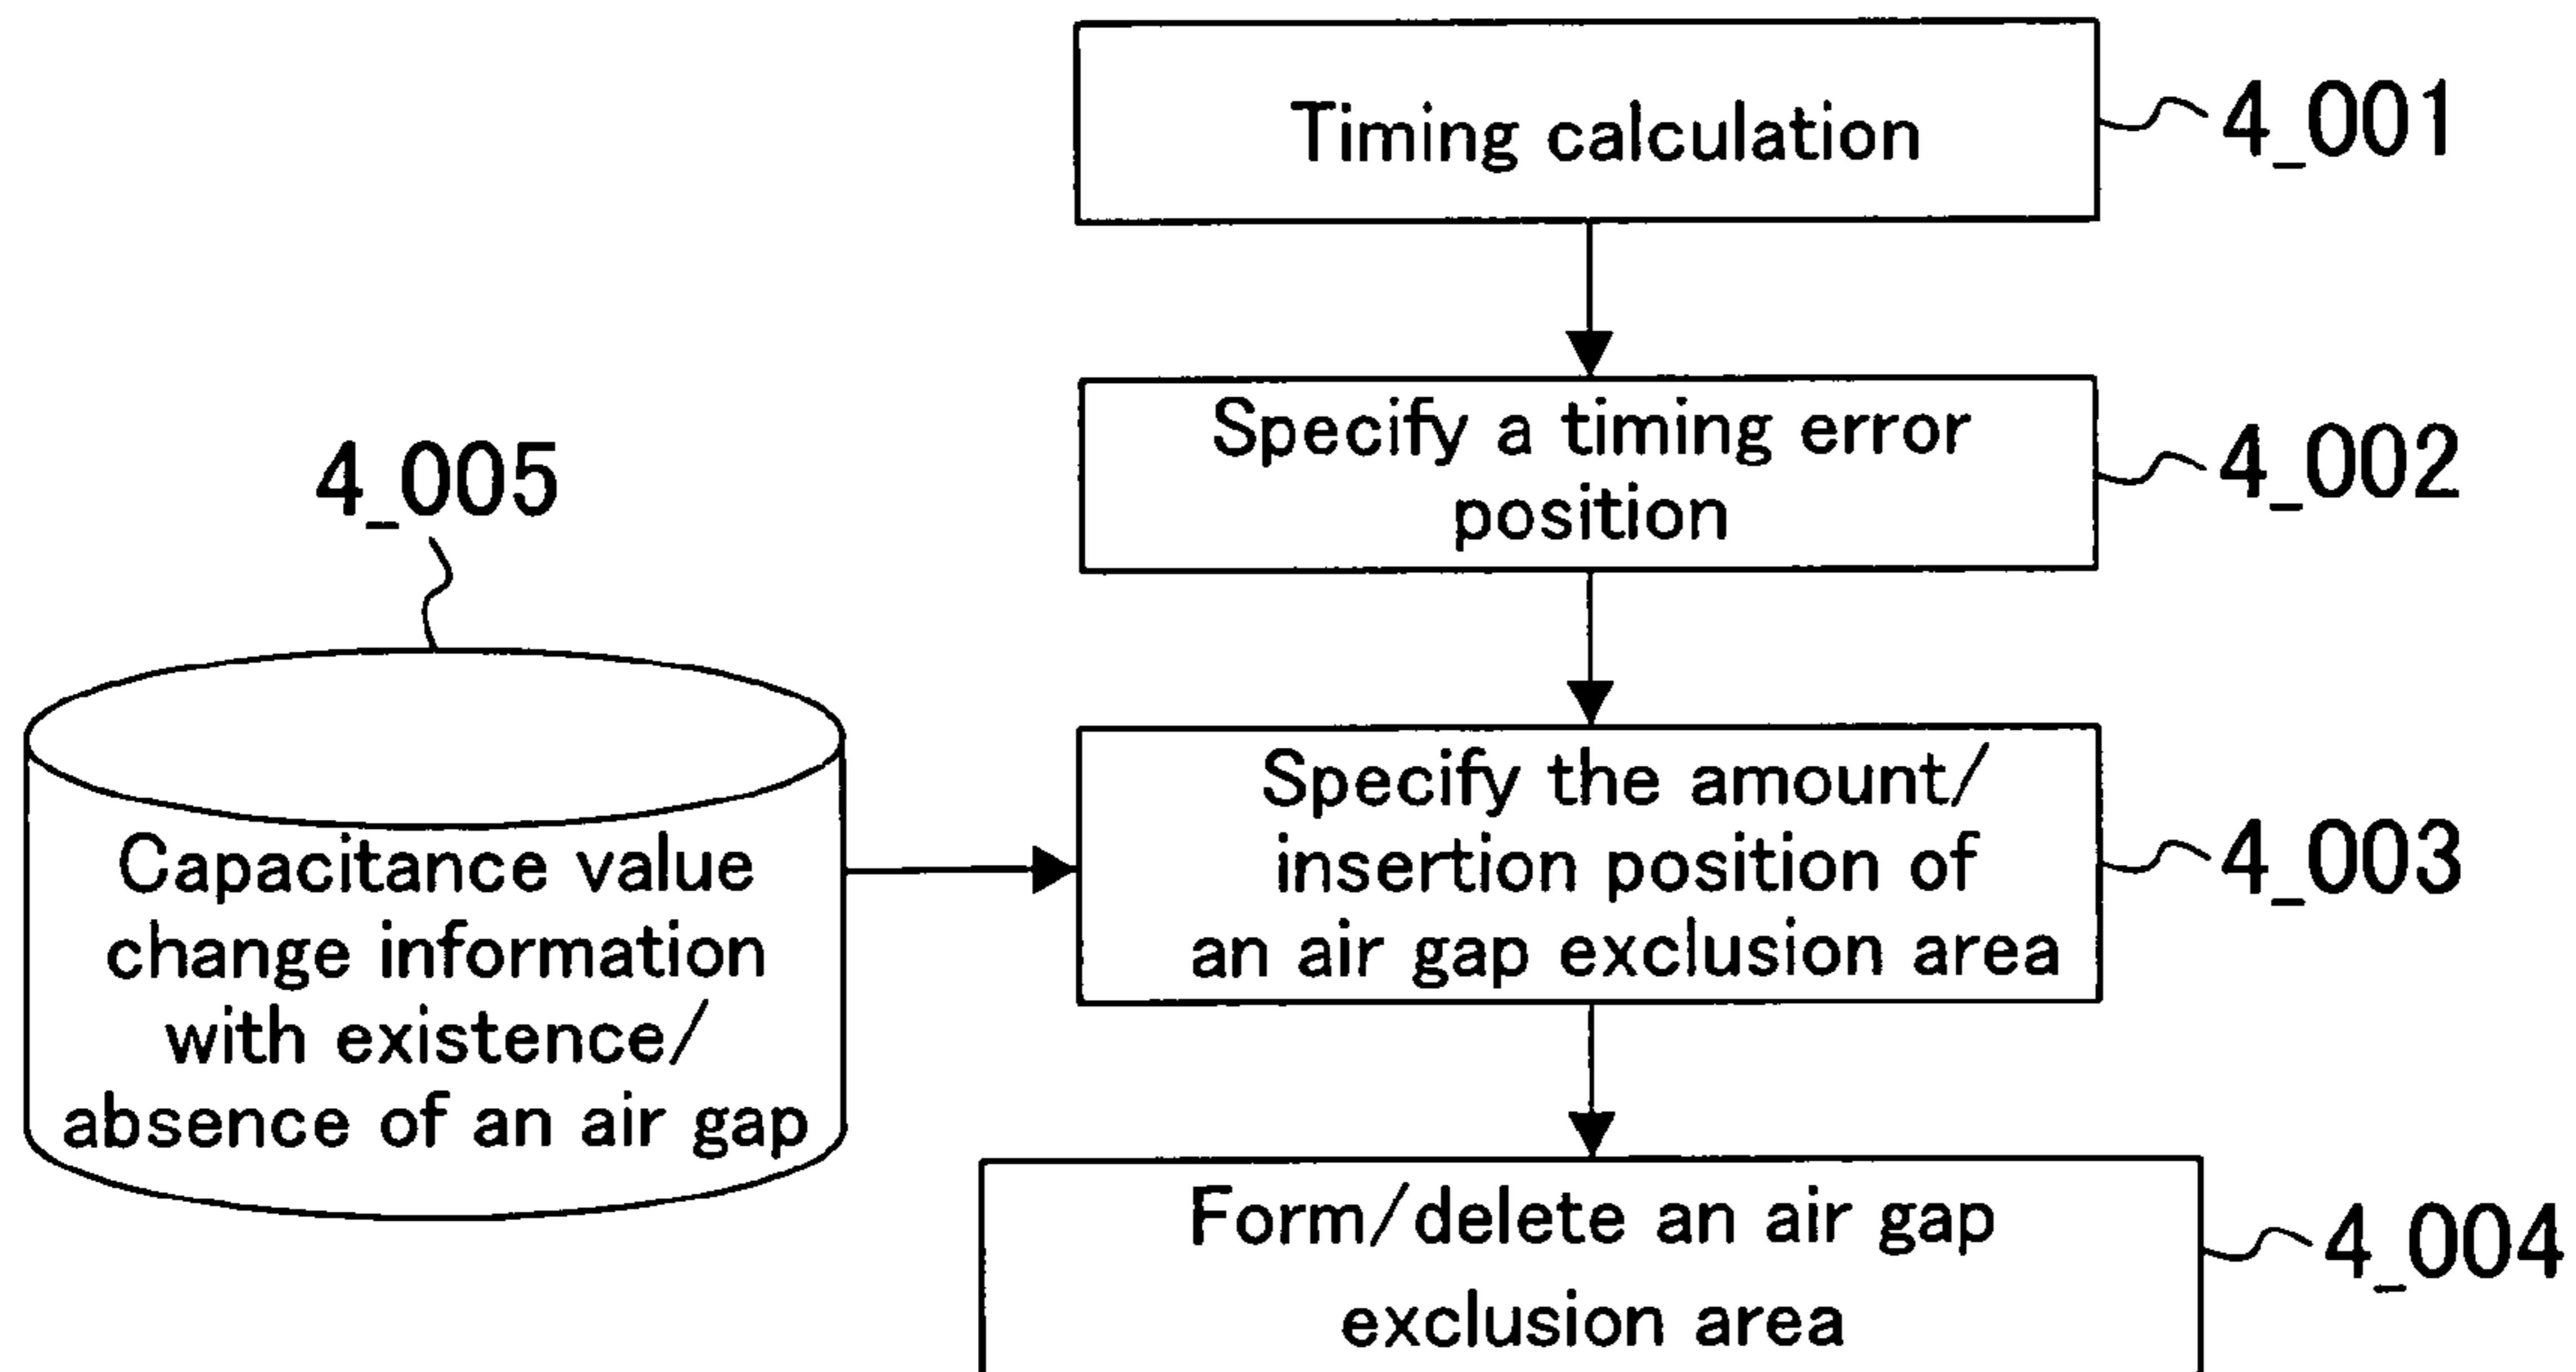 Timing calculation
4_001
Specify a timing error
position
4_002
4_005
Capacitance value
change information
with existence/
absence of an air gap
Specify the amount/
insertion position of
an air gap exclusion area
4_003
Form/delete an air gap
exclusion area
4_004